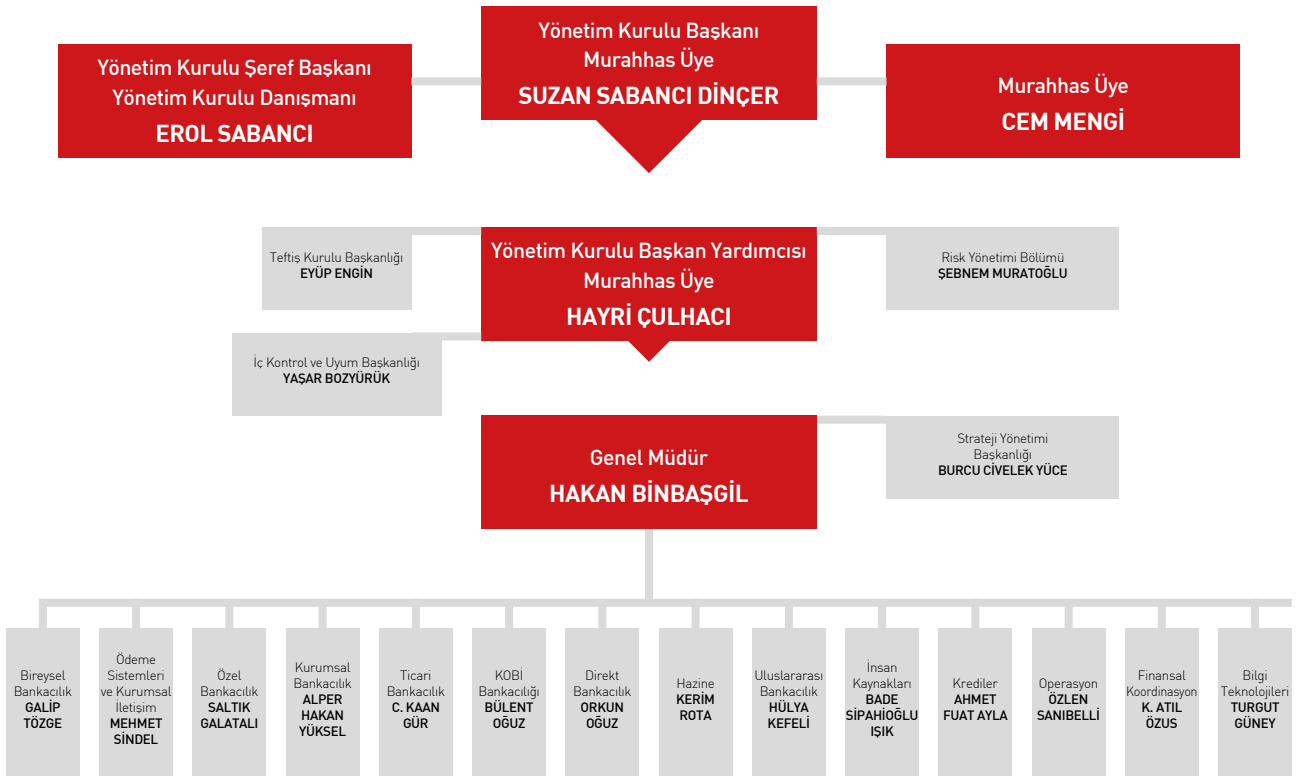 Yönetim Kurulu Şeref Başkanı
Yönetim Kurulu Danışmanı
EROL SABANCI
Yönetim Kurulu Başkanı
Murahhas Üye
SUZAN SABANCI DİNÇER
Murahhas Üye
CEM MENGİ
Teftiş Kurulu Başkanlığı
EYÜP ENGİN
Yönetim Kurulu Başkan Yardımcısı
Murahhas Üye
HAYRİ ÇULHACI
Risk Yönetimi Bölümü
ŞEBNEM MURATOĞLU
İç Kontrol ve Uyum Başkanlığı
YAŞAR BOZYÜRÜK
Genel Müdür
HAKAN BİNBAŞGİL
Strateji Yönetimi
Başkanlığı
BURCU CİVELEK YÜCE
Bireysel
Bankacılık
GALİP
TÖZGE
Ödeme
Sistemleri
ve Kurumsal
İletişim
MEHMET
SİNDEL
Özel
Bankacılık
SALTIK
GALATALI
Kurumsal
Bankacılık
ALPER
HAKAN
YÜKSEL
Ticari
Bankacılık
C. KAAN
GÜR
KOBİ
Bankacılığı
BÜLENT
OĞUZ
Direkt
Bankacılık
ORKUN
OĞUZ
Hazine
KERİM
ROTA
Uluslararası
Bankacılık
HÜLYA
KEFELİ
İnsan
Kaynakları
BADE
SİPAHİOĞLU
IŞIK
Krediler
AHMET
FUAT AYLA
Operasyon
ÖZLEN
SANIBELLİ
Finansal
Koordinasyon
K. ATIL
ÖZUS
Bilgi
Teknolojileri
TURGUT
GÜNEY